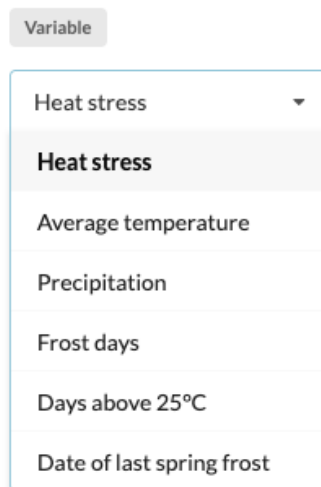 Variable
Heat stress
Heat stress
Average temperature
Precipitation
Frost days
Days above 25°C
Date of last spring frost